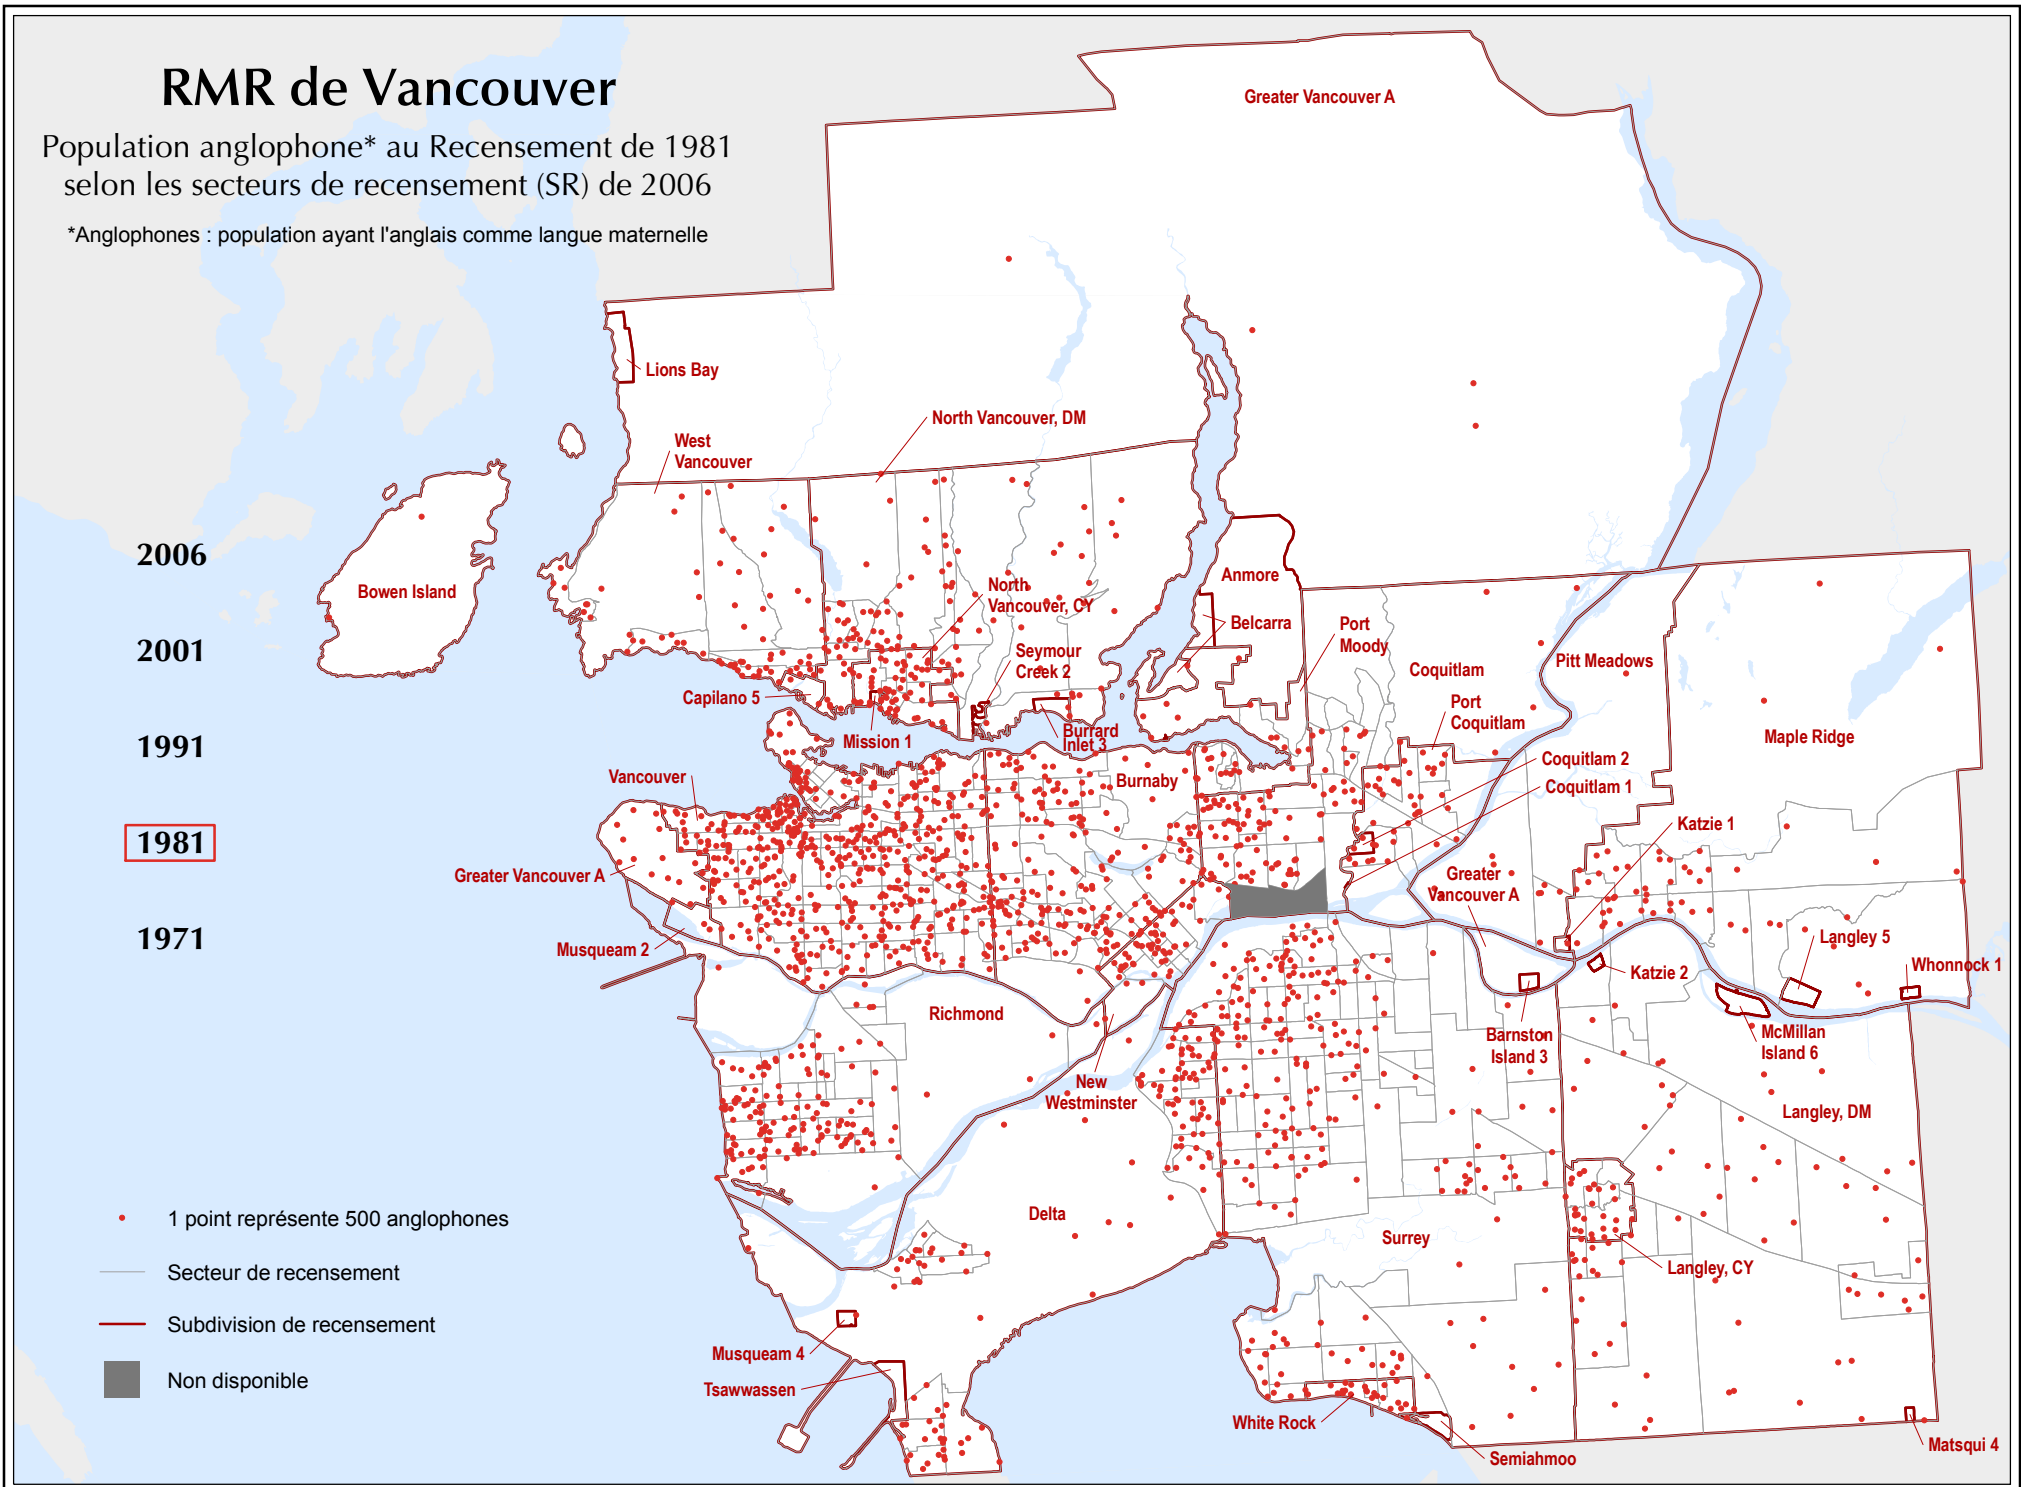 RMR de Vancouver
Population anglophone* au Recensement de 1981
selon les secteurs de recensement (SR) de 2006
*Anglophones : population ayant l'anglais comme langue maternelle
Greater Vancouver A
Lions Bay
North Vancouver, DM
West
Vancouver
2006
Bowen Island
Anmore
North
Vancouver, CY
Belcarra
Port
Moody
2001
Seymour
Creek 2
Coquitlam
Pitt Meadows
Capilano 5
Port
Coquitlam
1991
Mission 1
Burrard
Inlet 3
Maple Ridge
Vancouver
Burnaby
Coquitlam 2
Coquitlam 1
Katzie 1
1981
Greater Vancouver A
Greater
Vancouver A
1971
Musqueam 2
Langley 5
Katzie 2
Whonnock 1
Richmond
Barnston
Island 3
McMillan
Island 6
New
Westminster
Langley, DM
1 point représente 500 anglophones
Delta
Surrey
Secteur de recensement
Langley, CY
Subdivision de recensement
Musqueam 4
Non disponible
Tsawwassen
White Rock
Semiahmoo
Matsqui 4